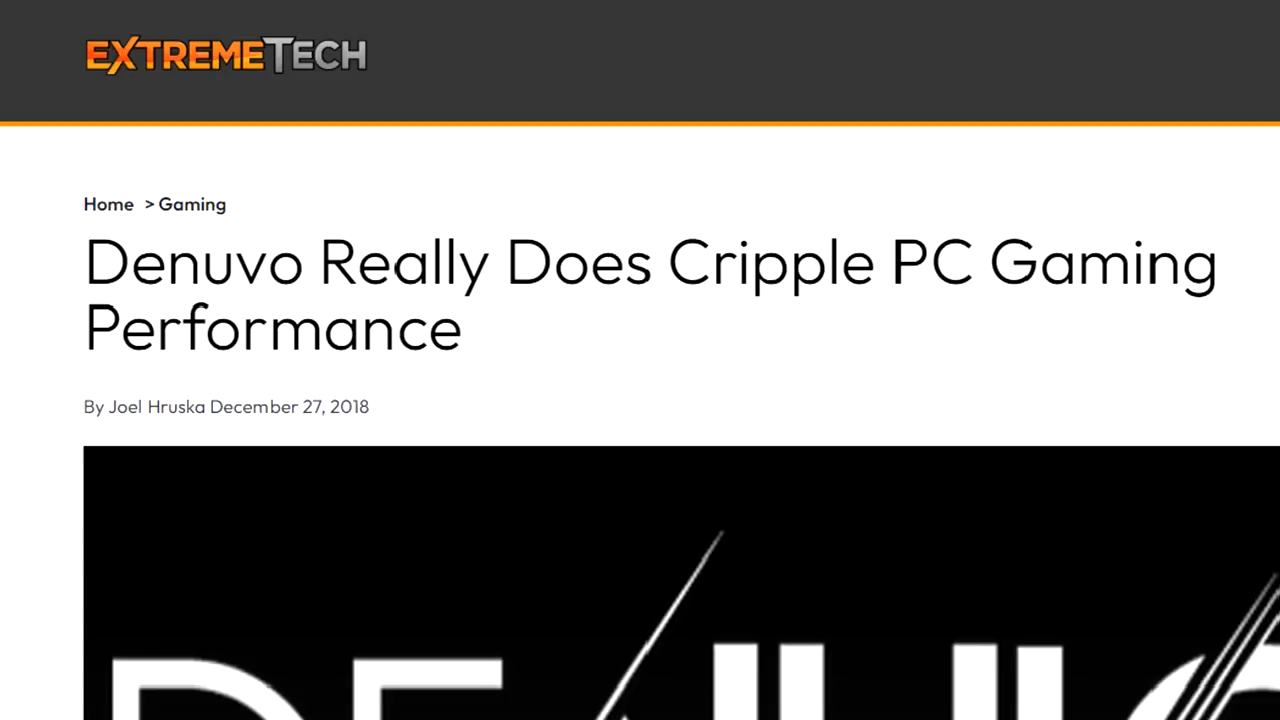 EXTREMETECH
Home > Gaming
Denuvo Really Does Cripple PC Gaming
Performance
By Joel Hruska December 27, 2018